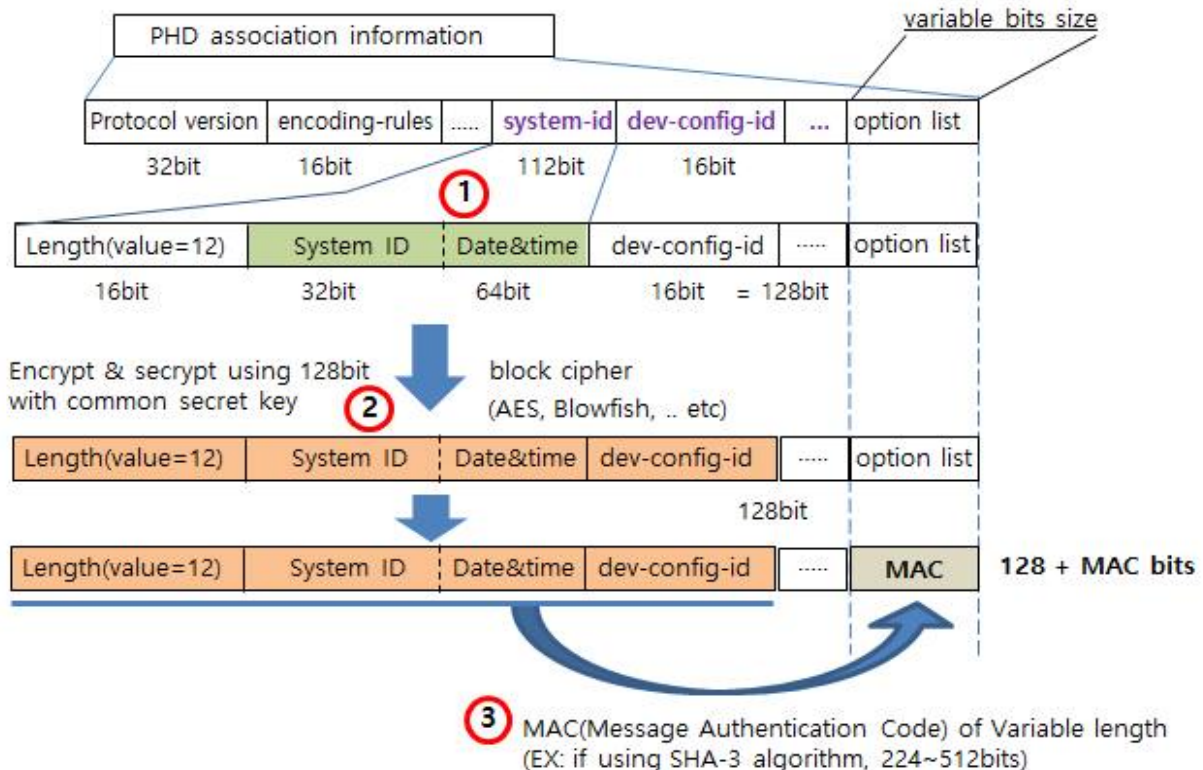 variable bits size
PHD association information
Protocol version encoding-rules ..... system-id dev-config-id ... option list
32bit 16bit 112bit 16bit
1
Length(value=12) System ID Date&time dev-config-id ..... option list
16bit 32bit 64bit 16bit = 128bit
Encrypt & secrypt using 128bit block cipher
with common secret key 2 (AES, Blowfish, .. etc)
Length(value=12) System ID Date&time dev-config-id ..... option list
128bit
Length(value=12) System ID Date&time dev-config-id ..... MAC 128 + MAC bits
3 MAC(Message Authentication Code) of Variable length
(EX: if using SHA-3 algorithm, 224~512bits)